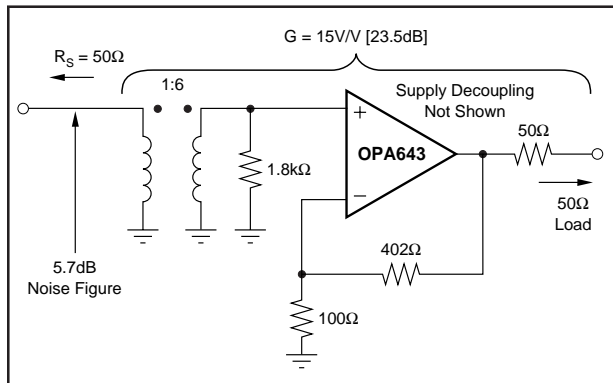 G = 15V/V [23.5dB]
R_S = 50Ω
1:6
Supply Decoupling
Not Shown
+
OPA643
−
50Ω
1.8kΩ
50Ω
Load
402Ω
5.7dB
Noise Figure
100Ω